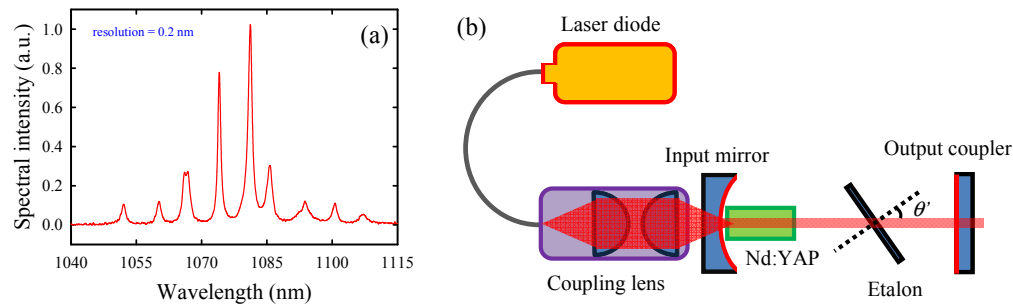 (a)
resolution = 0.2 nm
Spectral intensity (a.u.)
1.0
0.8
0.6
0.4
0.2
0.0
1040 1055 1070 1085 1100 1115
Wavelength (nm)
(b)
Laser diode
Input mirror
Output coupler
θ'
Nd:YAP
Coupling lens
Etalon